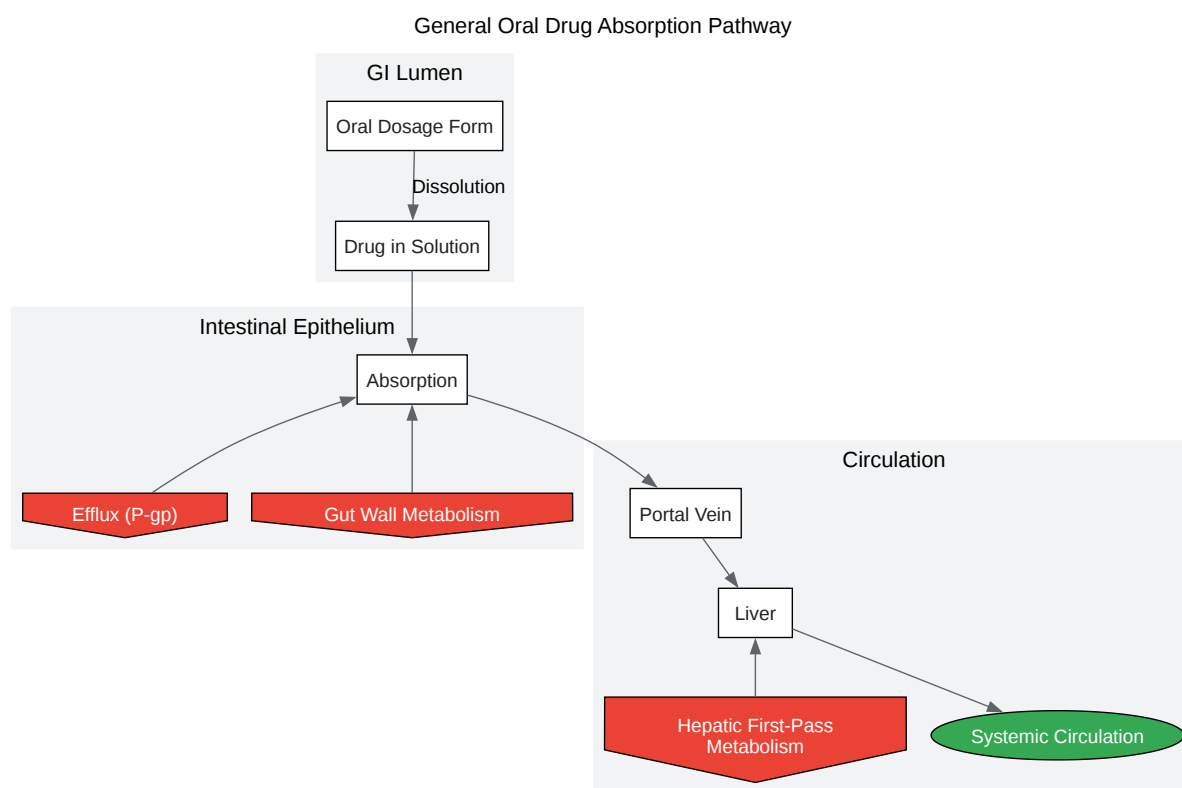 General Oral Drug Absorption Pathway
GI Lumen
Oral Dosage Form
Dissolution
Drug in Solution
Intestinal Epithelium
Absorption
Efflux (P-gp)
Gut Wall Metabolism
Circulation
Portal Vein
Liver
Hepatic First-Pass
Metabolism
Systemic Circulation